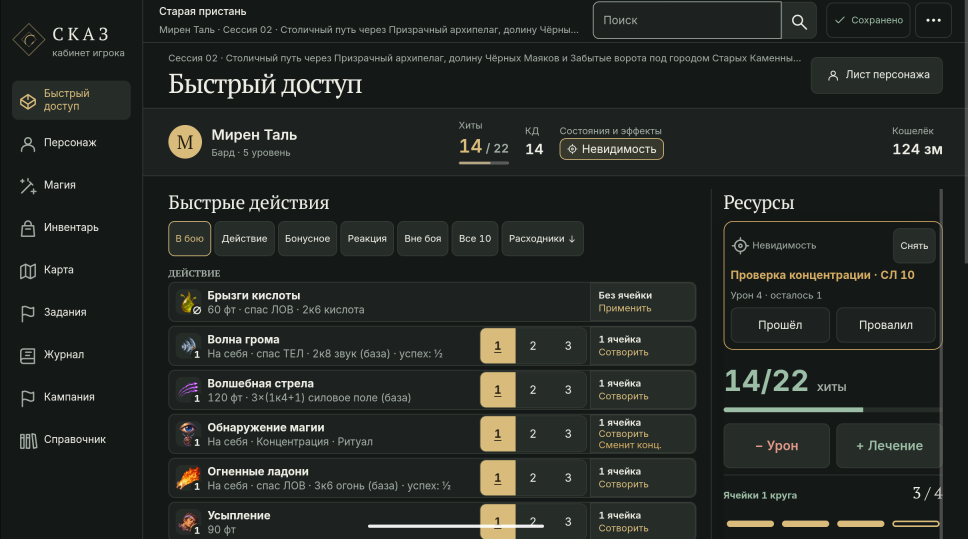 СКАЗ
кабинет игрока
Быстрый
доступ
Персонаж
Магия
Инвентарь
Карта
Задания
Журнал
Кампания
Справочник
Старая пристань
Мирен Таль · Сессия 02 · Столичный путь через Призрачный архипелаг, долину Чёрны...
Поиск
Сохранено
Сессия 02 · Столичный путь через Призрачный архипелаг, долину Чёрных Маяков и Забытые ворота под городом Старых Каменны...
Быстрый доступ
Лист персонажа
М
Мирен Таль
Бард · 5 уровень
Хиты
14 / 22
КД
14
Состояния и эффекты
Невидимость
Кошелёк
124 зм
Быстрые действия
В бою
Действие
Бонусное
Реакция
Вне боя
Все 10
Расходники ↓
ДЕЙСТВИЕ
Брызги кислоты
60 фт · спас ЛОВ · 2к6 кислота
Без ячейки
Применить
1
Волна грома
На себя · спас ТЕЛ · 2к8 звук (база) · успех: ½
1 2 3
1 ячейка
Сотворить
1
Волшебная стрела
120 фт · 3×(1к4+1) силовое поле (база)
1 2 3
1 ячейка
Сотворить
1
Обнаружение магии
На себя · Концентрация · Ритуал
1 2 3
1 ячейка
Сотворить
Сменит конц.
1
Огненные ладони
На себя · спас ЛОВ · 3к6 огонь (база) · успех: ½
1 2 3
1 ячейка
Сотворить
1
Усыпление
90 фт
1 2 3
1 ячейка
Сотворить
Ресурсы
Невидимость
Снять
Проверка концентрации · СЛ 10
Урон 4 · осталось 1
Прошёл
Провалил
14/22 хиты
− Урон
+ Лечение
Ячейки 1 круга
3 / 4